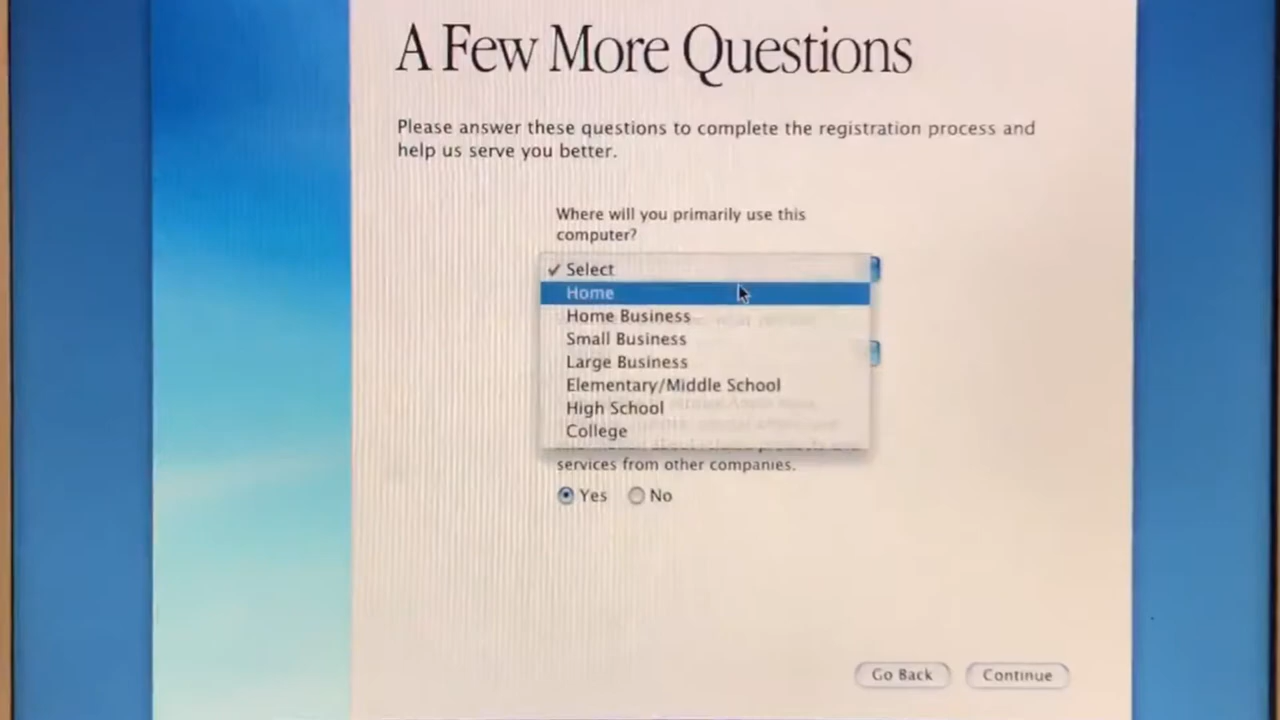 A Few More Questions
Please answer these questions to complete the registration process and
help us serve you better.
Where will you primarily use this
computer?
✓ Select
Home
Home Business
Small Business
Large Business
Elementary/Middle School
High School
College
services from other companies.
Yes No
Go Back Continue